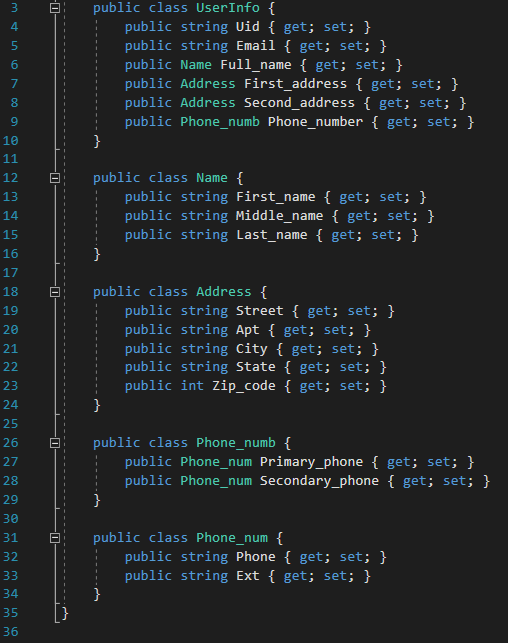 3 public class UserInfo {
4 public string Uid { get; set; }
5 public string Email { get; set; }
6 public Name Full_name { get; set; }
7 public Address First_address { get; set; }
8 public Address Second_address { get; set; }
9 public Phone_numb Phone_number { get; set; }
10 }
11
12 public class Name {
13 public string First_name { get; set; }
14 public string Middle_name { get; set; }
15 public string Last_name { get; set; }
16 }
17
18 public class Address {
19 public string Street { get; set; }
20 public string Apt { get; set; }
21 public string City { get; set; }
22 public string State { get; set; }
23 public int Zip_code { get; set; }
24 }
25
26 public class Phone_numb {
27 public Phone_num Primary_phone { get; set; }
28 public Phone_num Secondary_phone { get; set; }
29 }
30
31 public class Phone_num {
32 public string Phone { get; set; }
33 public string Ext { get; set; }
34 }
35 }
36